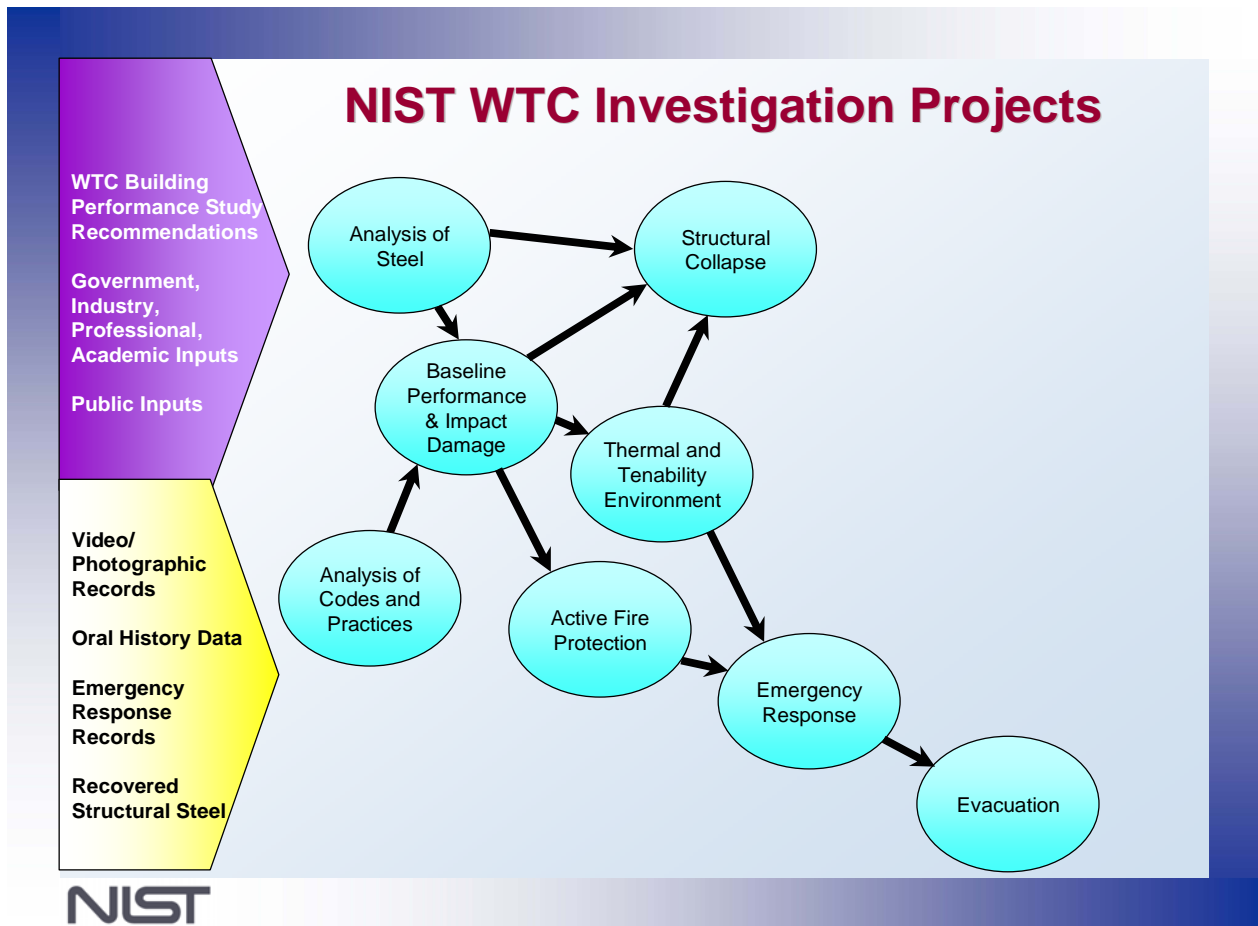 NIST WTC Investigation Projects
WTC Building
Performance Study
Recommendations
Government,
Industry,
Professional,
Academic Inputs
Public Inputs
Video/
Photographic
Records
Oral History Data
Emergency
Response
Records
Recovered
Structural Steel
Analysis of
Steel
Structural
Collapse
Baseline
Performance
& Impact
Damage
Thermal and
Tenability
Environment
Analysis of
Codes and
Practices
Active Fire
Protection
Emergency
Response
Evacuation
NIST